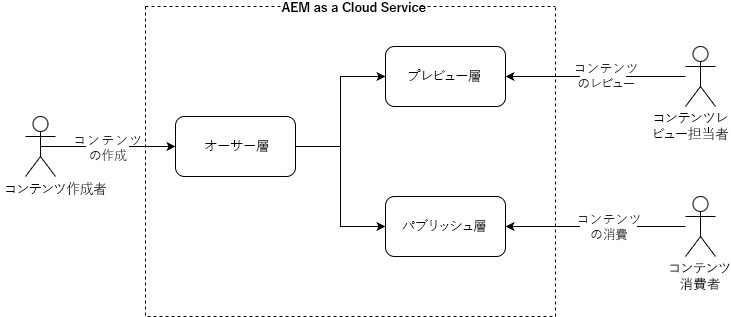 AEM as a Cloud Service
プレビュー層
コンテンツ
のレビュー
コンテンツレ
ビュー担当者
コンテンツ
の作成
オーサー層
コンテンツ作成者
パブリッシュ層
コンテンツ
の消費
コンテンツ
消費者